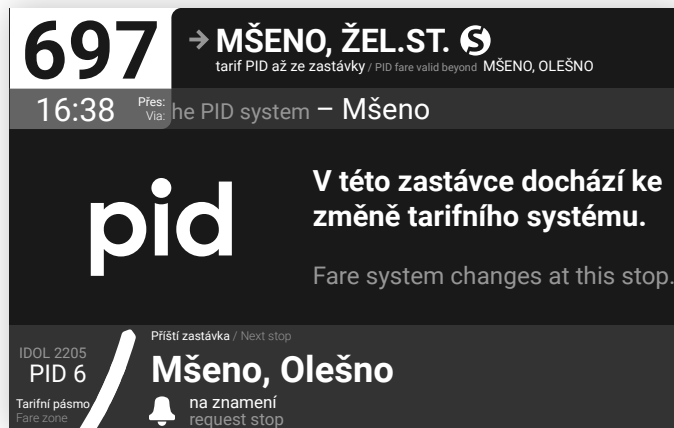 697
→ MŠENO, ŽEL.ST. S
tarif PID až ze zastávky / PID fare valid beyond MŠENO, OLEŠNO
16:38
Přes:
Via:
he PID system – Mšeno
pid
V této zastávce dochází ke
změně tarifního systému.
Fare system changes at this stop.
Příští zastávka / Next stop
Mšeno, Olešno
na znamení
request stop
IDOL 2205
PID 6
Tarifní pásmo
Fare zone